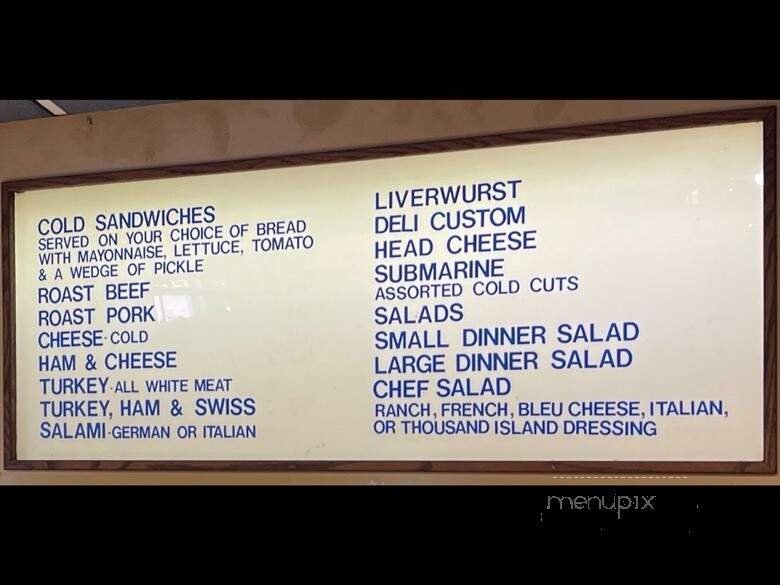 COLD SANDWICHES
SERVED ON YOUR CHOICE OF BREAD
WITH MAYONNAISE, LETTUCE, TOMATO
& A WEDGE OF PICKLE
ROAST BEEF
ROAST PORK
CHEESE-COLD
HAM & CHEESE
TURKEY-ALL WHITE MEAT
TURKEY, HAM & SWISS
SALAMI-GERMAN OR ITALIAN
LIVERWURST
DELI CUSTOM
HEAD CHEESE
SUBMARINE
ASSORTED COLD CUTS
SALADS
SMALL DINNER SALAD
LARGE DINNER SALAD
CHEF SALAD
RANCH, FRENCH, BLEU CHEESE, ITALIAN,
OR THOUSAND ISLAND DRESSING
menupix